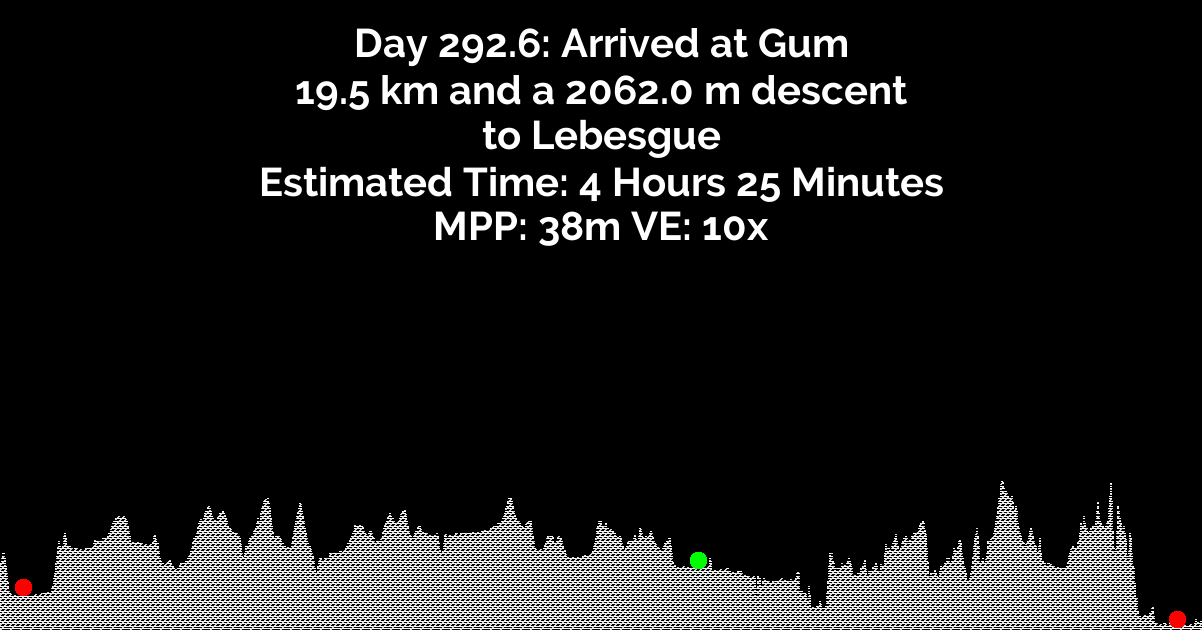 Day 292.6: Arrived at Gum
19.5 km and a 2062.0 m descent
to Lebesgue
Estimated Time: 4 Hours 25 Minutes
MPP: 38m VE: 10x